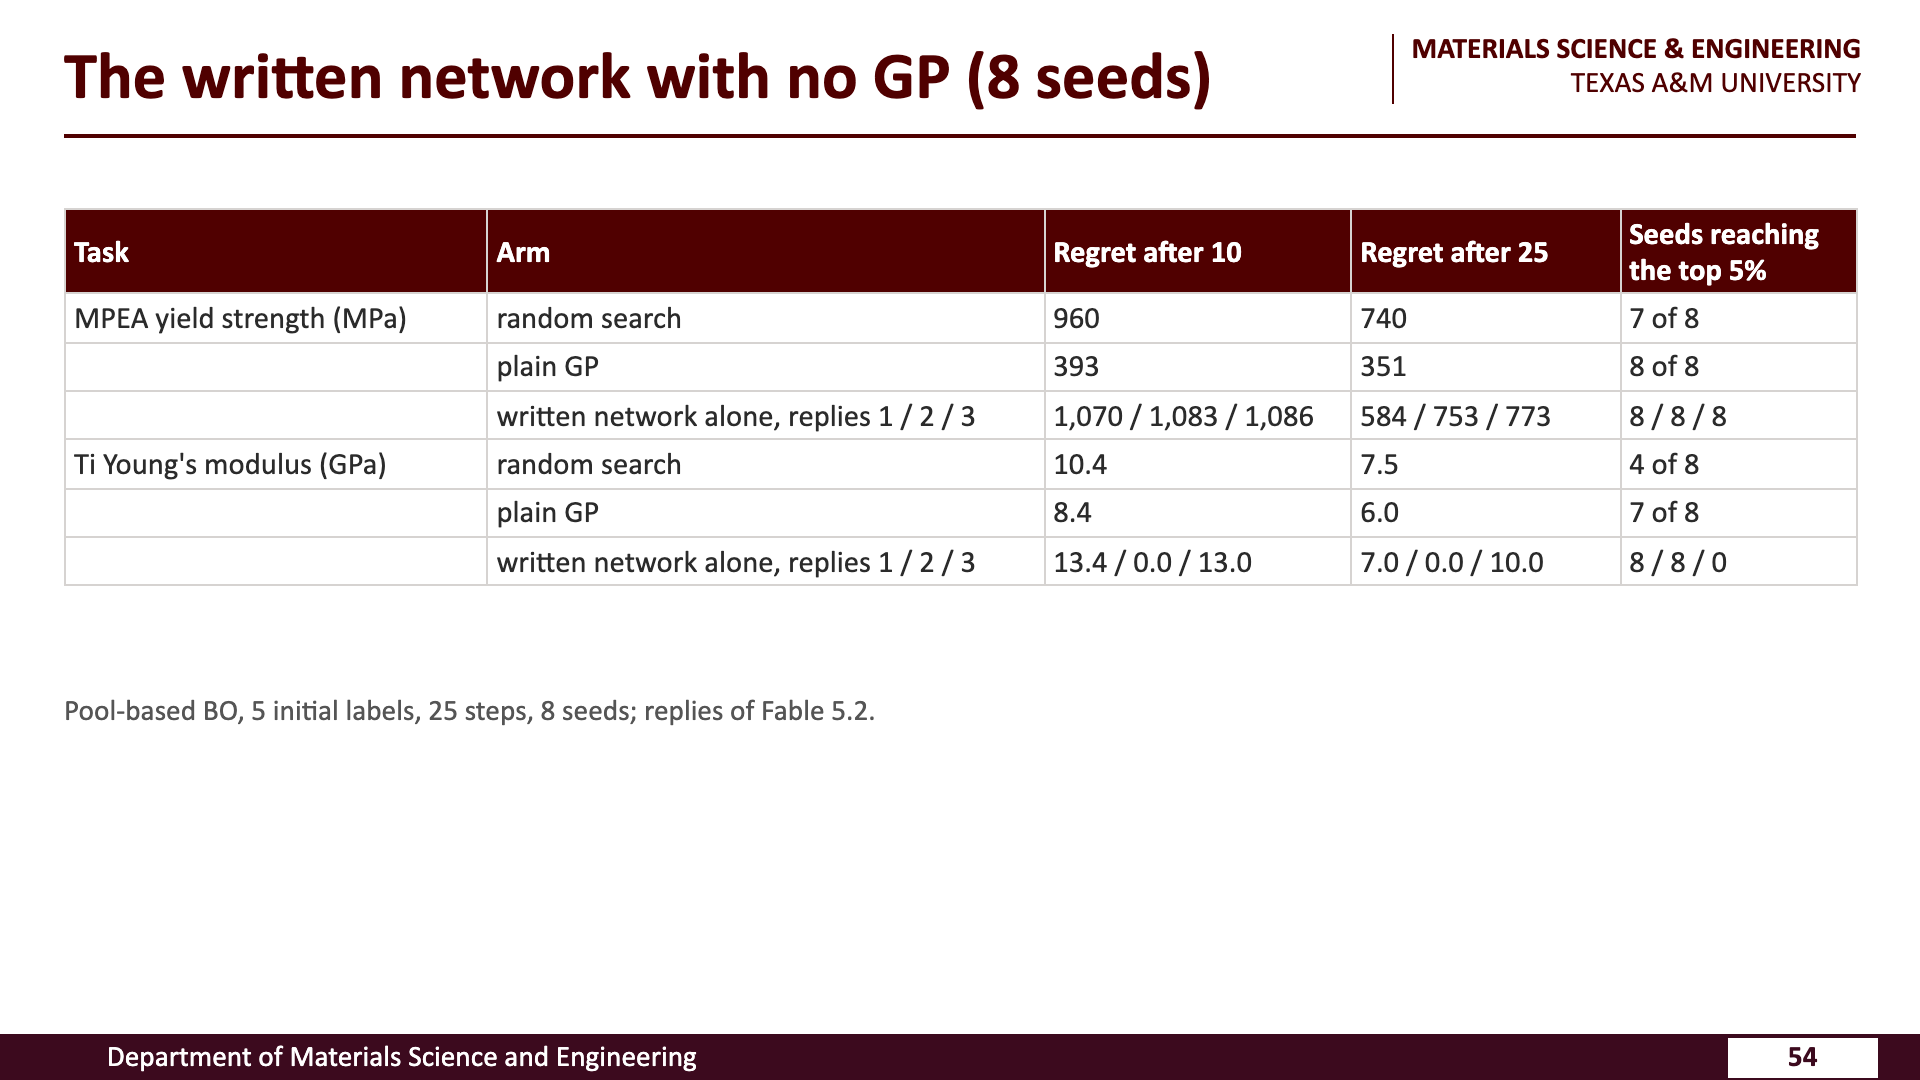 The written network with no GP (8 seeds)
MATERIALS SCIENCE & ENGINEERING
TEXAS A&M UNIVERSITY
Task Arm Regret after 10 Regret after 25 Seeds reaching the top 5%
MPEA yield strength (MPa) random search 960 740 7 of 8
plain GP 393 351 8 of 8
written network alone, replies 1 / 2 / 3 1,070 / 1,083 / 1,086 584 / 753 / 773 8 / 8 / 8
Ti Young's modulus (GPa) random search 10.4 7.5 4 of 8
plain GP 8.4 6.0 7 of 8
written network alone, replies 1 / 2 / 3 13.4 / 0.0 / 13.0 7.0 / 0.0 / 10.0 8 / 8 / 0
Pool-based BO, 5 initial labels, 25 steps, 8 seeds; replies of Fable 5.2.
Department of Materials Science and Engineering
54